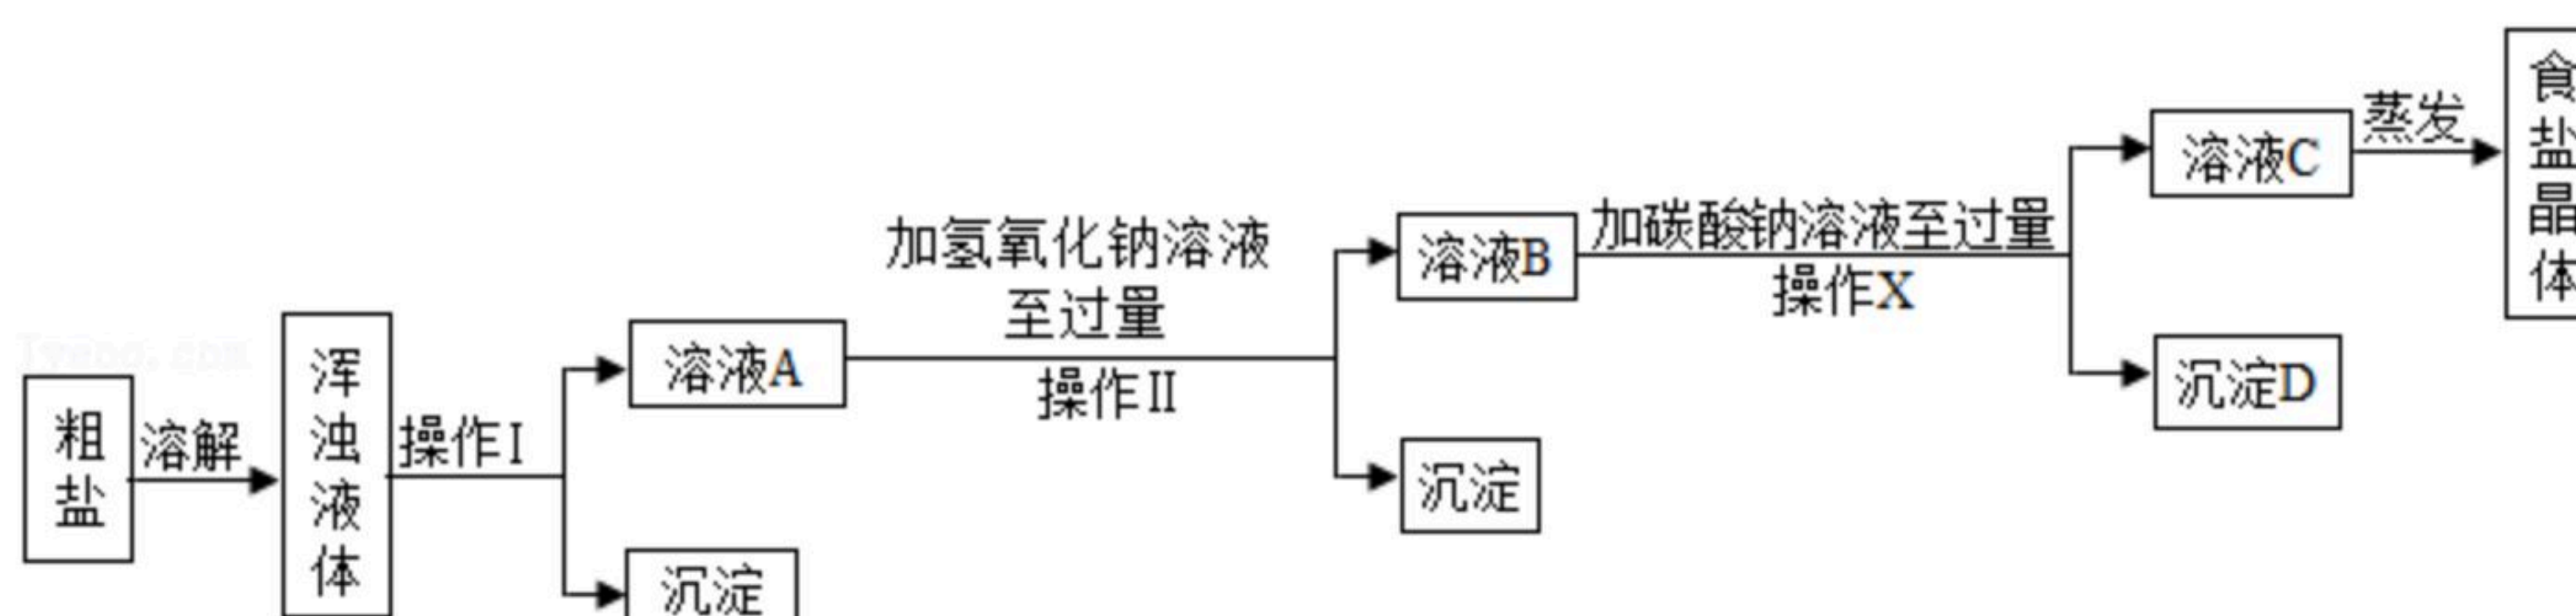 粗盐
溶解
浑浊液体
操作I
溶液A
沉淀
加氢氧化钠溶液
至过量
操作II
溶液B
沉淀
加碳酸钠溶液至过量
操作X
溶液C
沉淀D
蒸发
食盐晶体